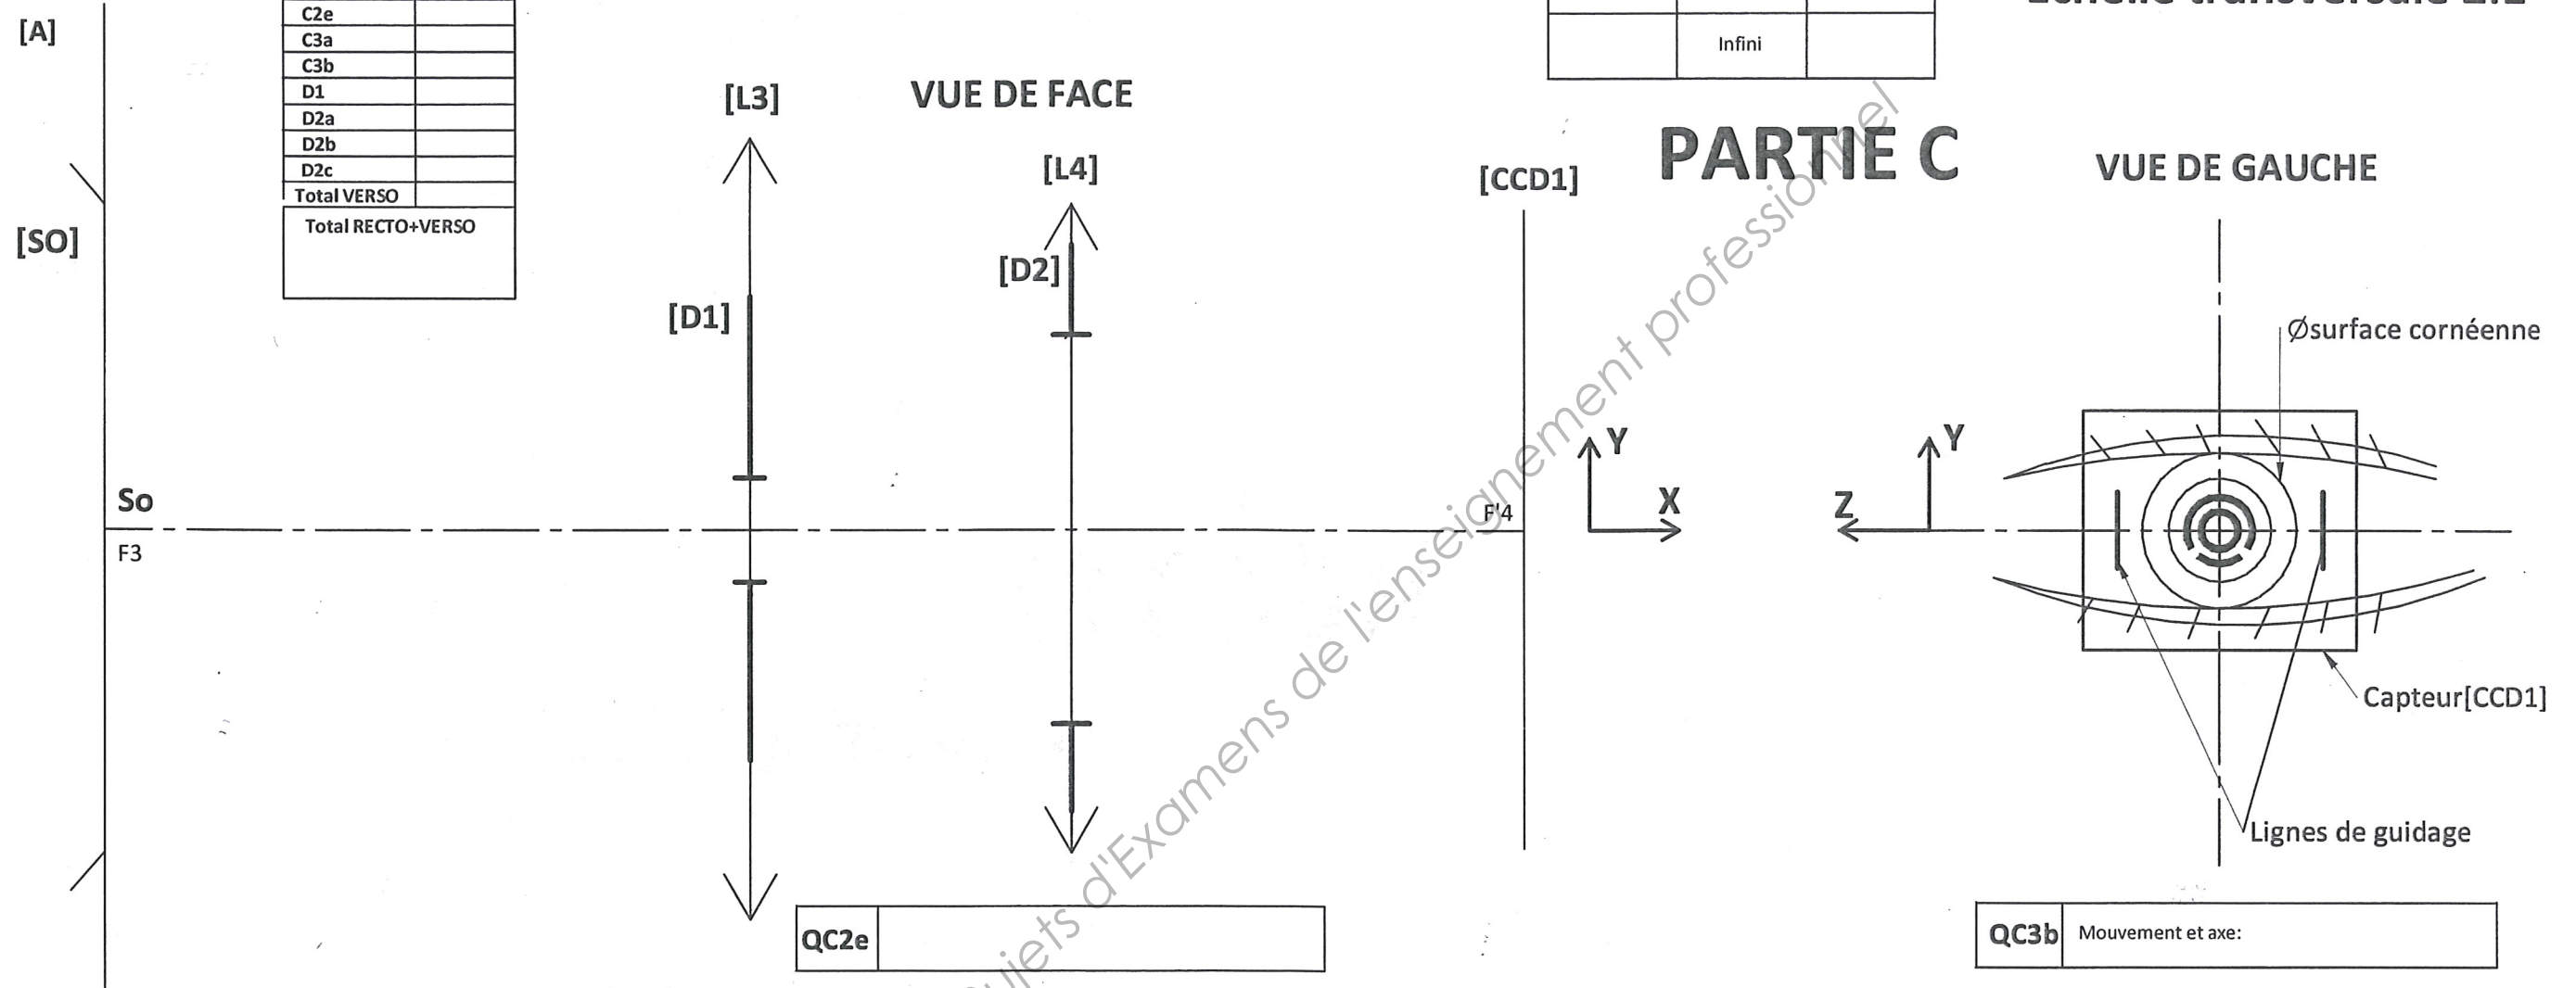 [A]
C2e
C3a
C3b
D1
D2a
D2b
D2c
Total VERSO
Total RECTO+VERSO
[SO]
So
F3
[L3]
[D1]
VUE DE FACE
[L4]
[D2]
[CCD1]
F'4
Infini
PARTIE C
Y
X
Y
Z
VUE DE GAUCHE
Øsurface cornéenne
Capteur[CCD1]
Lignes de guidage
QC2e
QC3b Mouvement et axe:
d'Examens de l'enseignement professionnel